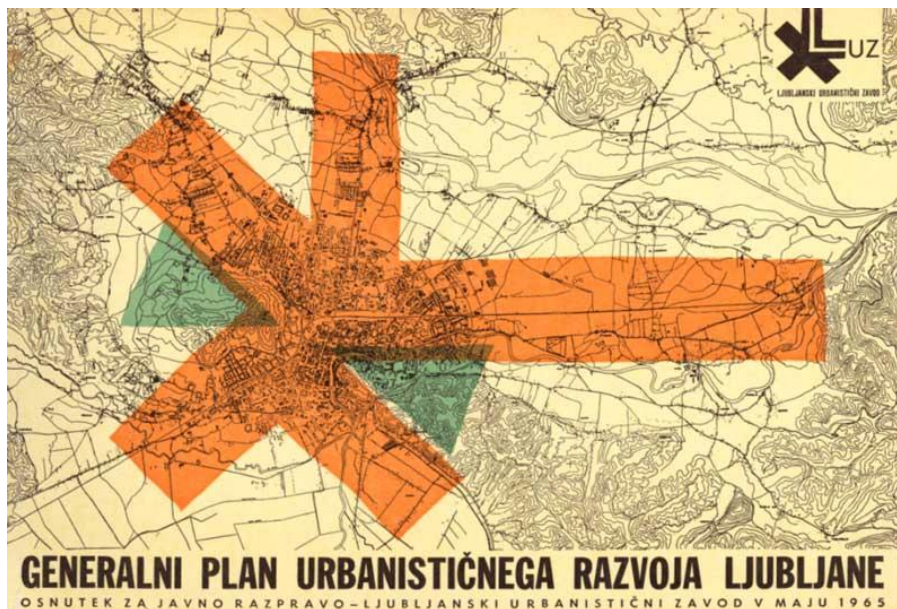 LUZ
LJUBLJANSKI URBANISTIČNI ZAVOD
GENERALNI PLAN URBANISTIČNEGA RAZVOJA LJUBLJANE
OSNUTEK ZA JAVNO RAZPRAVO–LJUBLJANSKI URBANISTIČNI ZAVOD V MAJU 1965